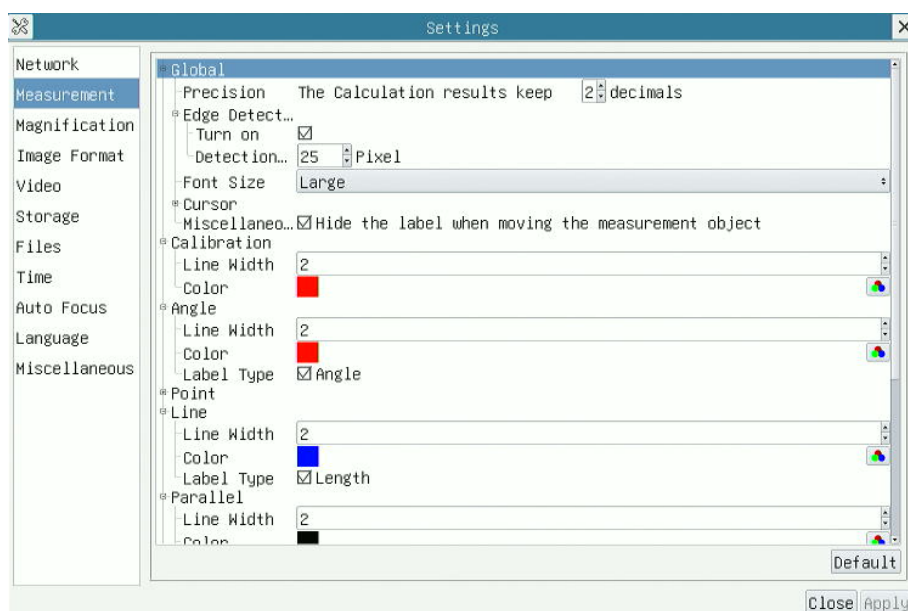 Settings
Network
Measurement
Magnification
Image Format
Video
Storage
Files
Time
Auto Focus
Language
Miscellaneous
Global
Precision The Calculation results keep 2 decimals
Edge Detect...
Turn on
Detection... 25 Pixel
Font Size Large
Cursor
Miscellaneo... Hide the label when moving the measurement object
Calibration
Line Width 2
Color
Angle
Line Width 2
Color
Label Type Angle
Point
Line
Line Width 2
Color
Label Type Length
Parallel
Line Width 2
Color
Default
Close Apply